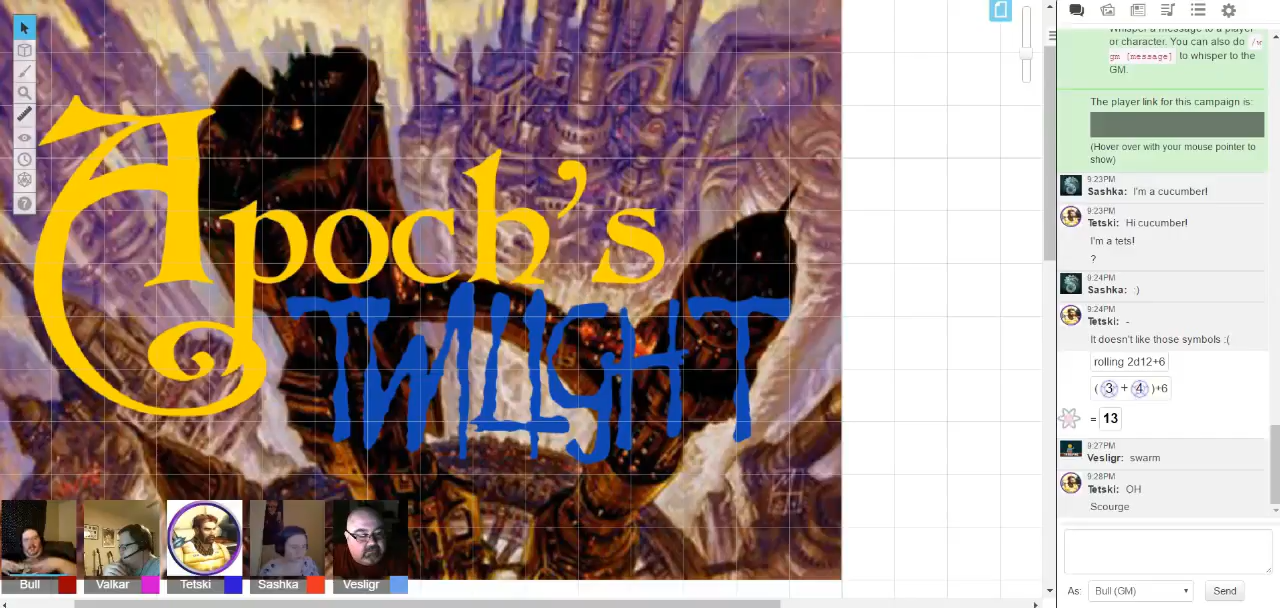 Apoch's
TWILIGHT
Bull
Valkar
Tetski
Sashka
Vesligr
Whisper a message to a player
or character. You can also do /w
gm [message] to whisper to the
GM.
The player link for this campaign is:
(Hover over with your mouse pointer to
show)
9:23PM
Sashka: I'm a cucumber!
9:23PM
Tetski: Hi cucumber!
I'm a tets!
?
9:24PM
Sashka: :)
9:24PM
Tetski: -
It doesn't like those symbols :(
rolling 2d12+6
(3+4)+6
= 13
9:27PM
Vesligr: swarm
9:28PM
Tetski: OH
Scourge
As: Bull (GM) Send